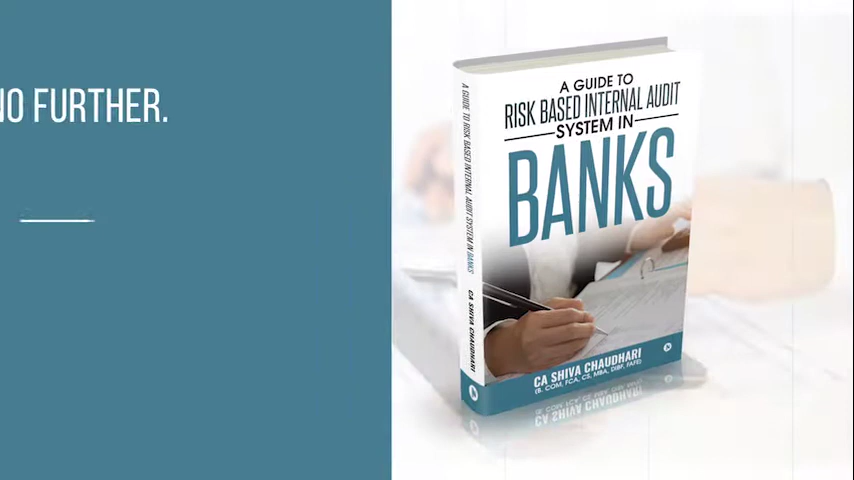 NO FURTHER.
A GUIDE TO
RISK BASED INTERNAL AUDIT
SYSTEM IN
BANKS
CA SHIVA CHAUDHARI
(B. COM, FCA, CS, MBA, DIBF, FAFE)
A GUIDE TO RISK BASED INTERNAL AUDIT SYSTEM IN BANKS
CA SHIVA CHAUDHARI